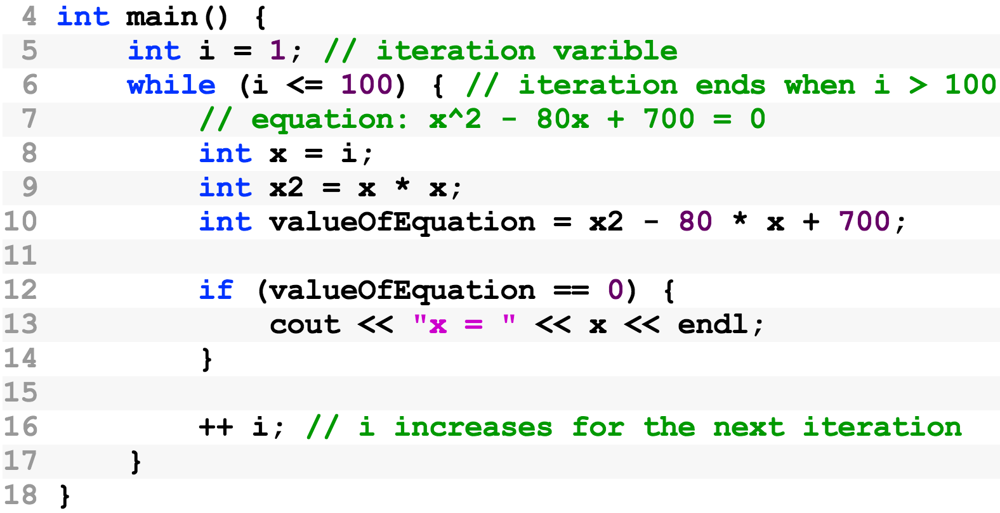 4 int main() {
5 int i = 1; // iteration varible
6 while (i <= 100) { // iteration ends when i > 100
7 // equation: x^2 - 80x + 700 = 0
8 int x = i;
9 int x2 = x * x;
10 int valueOfEquation = x2 - 80 * x + 700;
11
12 if (valueOfEquation == 0) {
13 cout << "x = " << x << endl;
14 }
15
16 ++ i; // i increases for the next iteration
17 }
18 }